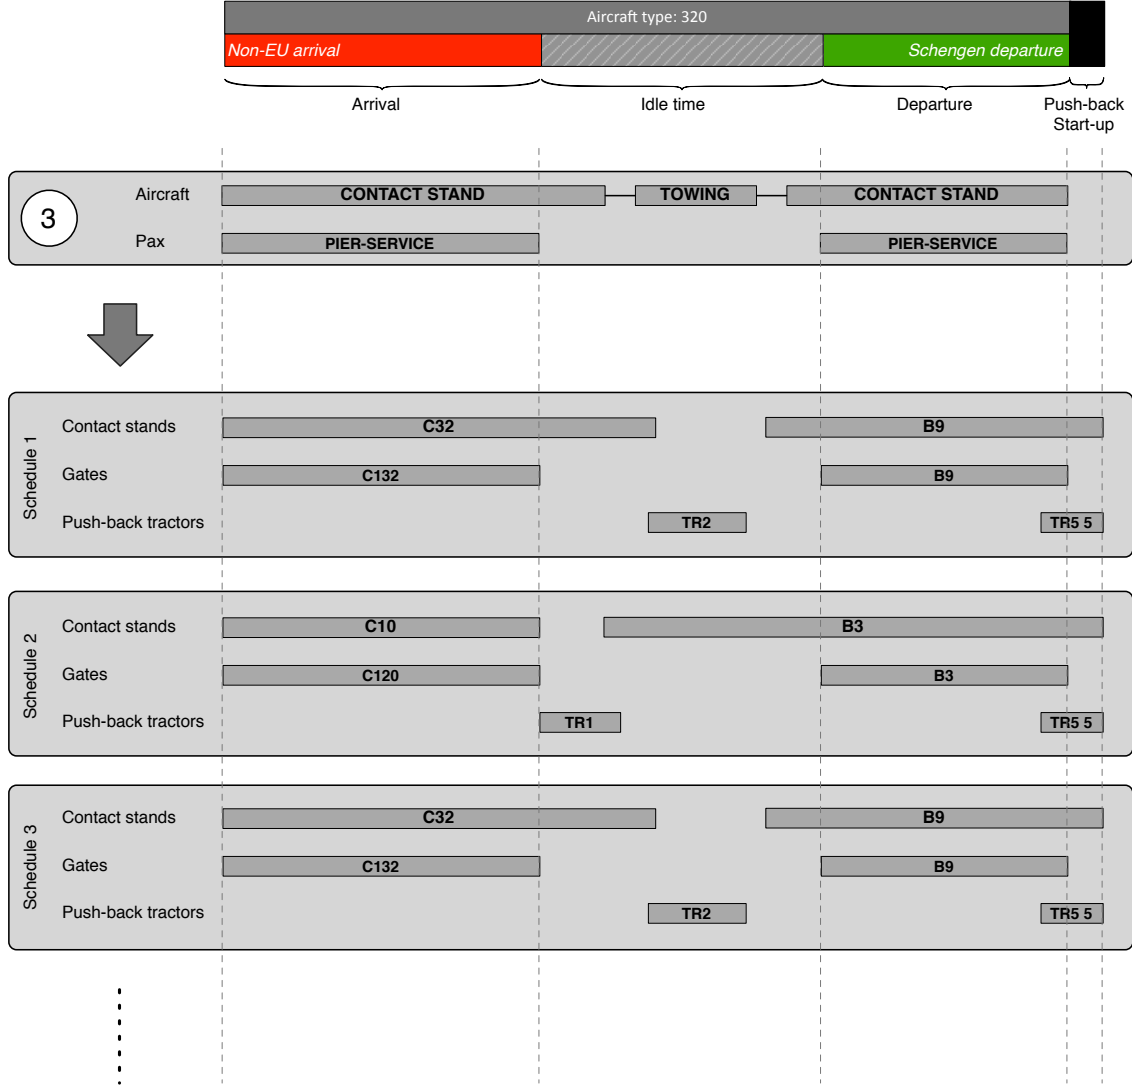 Aircraft type: 320
Non-EU arrival
Schengen departure
Arrival
Idle time
Departure
Push-back
Start-up
3
Aircraft
CONTACT STAND
TOWING
CONTACT STAND
Pax
PIER-SERVICE
PIER-SERVICE
Schedule 1
Contact stands
C32
B9
Gates
C132
B9
Push-back tractors
TR2
TR5 5
Schedule 2
Contact stands
C10
B3
Gates
C120
B3
Push-back tractors
TR1
TR5 5
Schedule 3
Contact stands
C32
B9
Gates
C132
B9
Push-back tractors
TR2
TR5 5